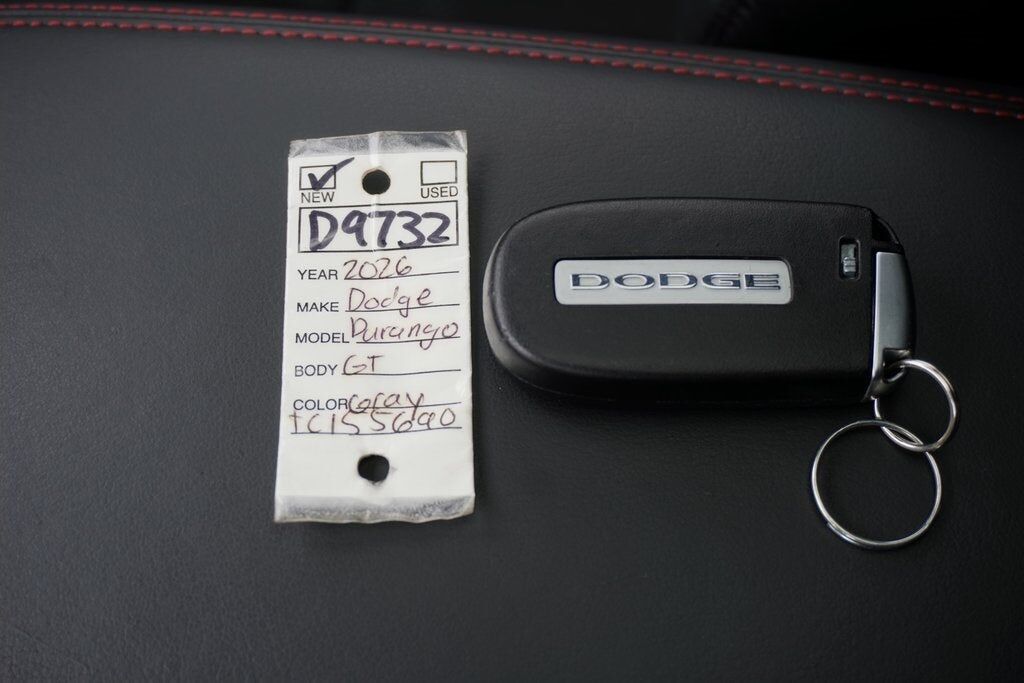 NEW USED
D9732
YEAR 2026
MAKE Dodge
MODEL Durango
BODY GT
COLOR Gray
TC155690
DODGE